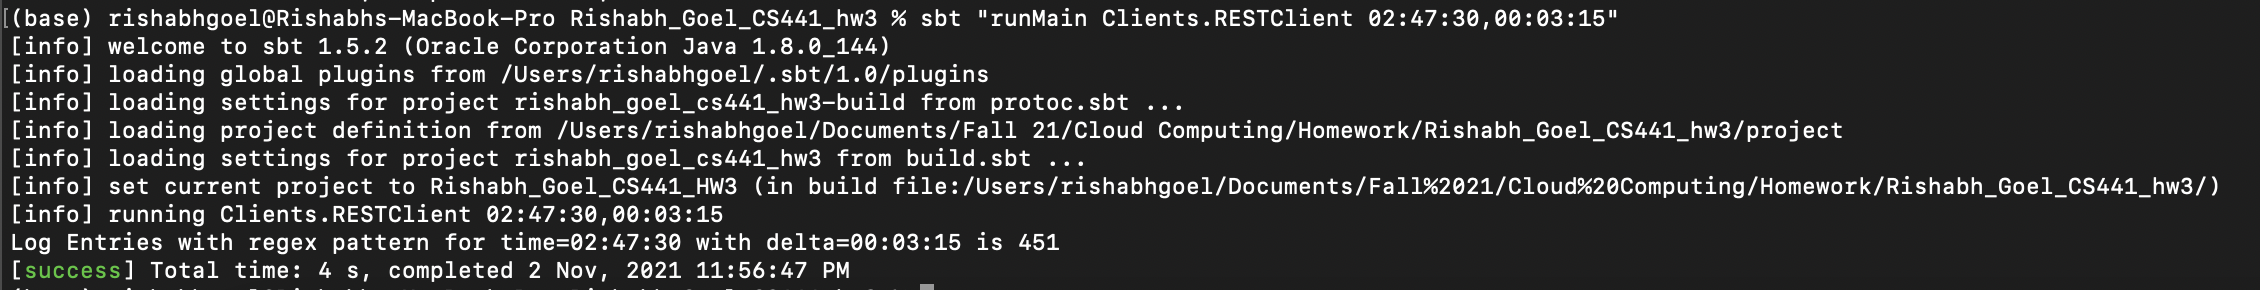 (base) rishabhgoel@Rishabhs-MacBook-Pro Rishabh_Goel_CS441_hw3 % sbt "runMain Clients.RESTClient 02:47:30,00:03:15"
[info] welcome to sbt 1.5.2 (Oracle Corporation Java 1.8.0_144)
[info] loading global plugins from /Users/rishabhgoel/.sbt/1.0/plugins
[info] loading settings for project rishabh_goel_cs441_hw3-build from protoc.sbt ...
[info] loading project definition from /Users/rishabhgoel/Documents/Fall 21/Cloud Computing/Homework/Rishabh_Goel_CS441_hw3/project
[info] loading settings for project rishabh_goel_cs441_hw3 from build.sbt ...
[info] set current project to Rishabh_Goel_CS441_HW3 (in build file:/Users/rishabhgoel/Documents/Fall%2021/Cloud%20Computing/Homework/Rishabh_Goel_CS441_hw3/)
[info] running Clients.RESTClient 02:47:30,00:03:15
Log Entries with regex pattern for time=02:47:30 with delta=00:03:15 is 451
[success] Total time: 4 s, completed 2 Nov, 2021 11:56:47 PM